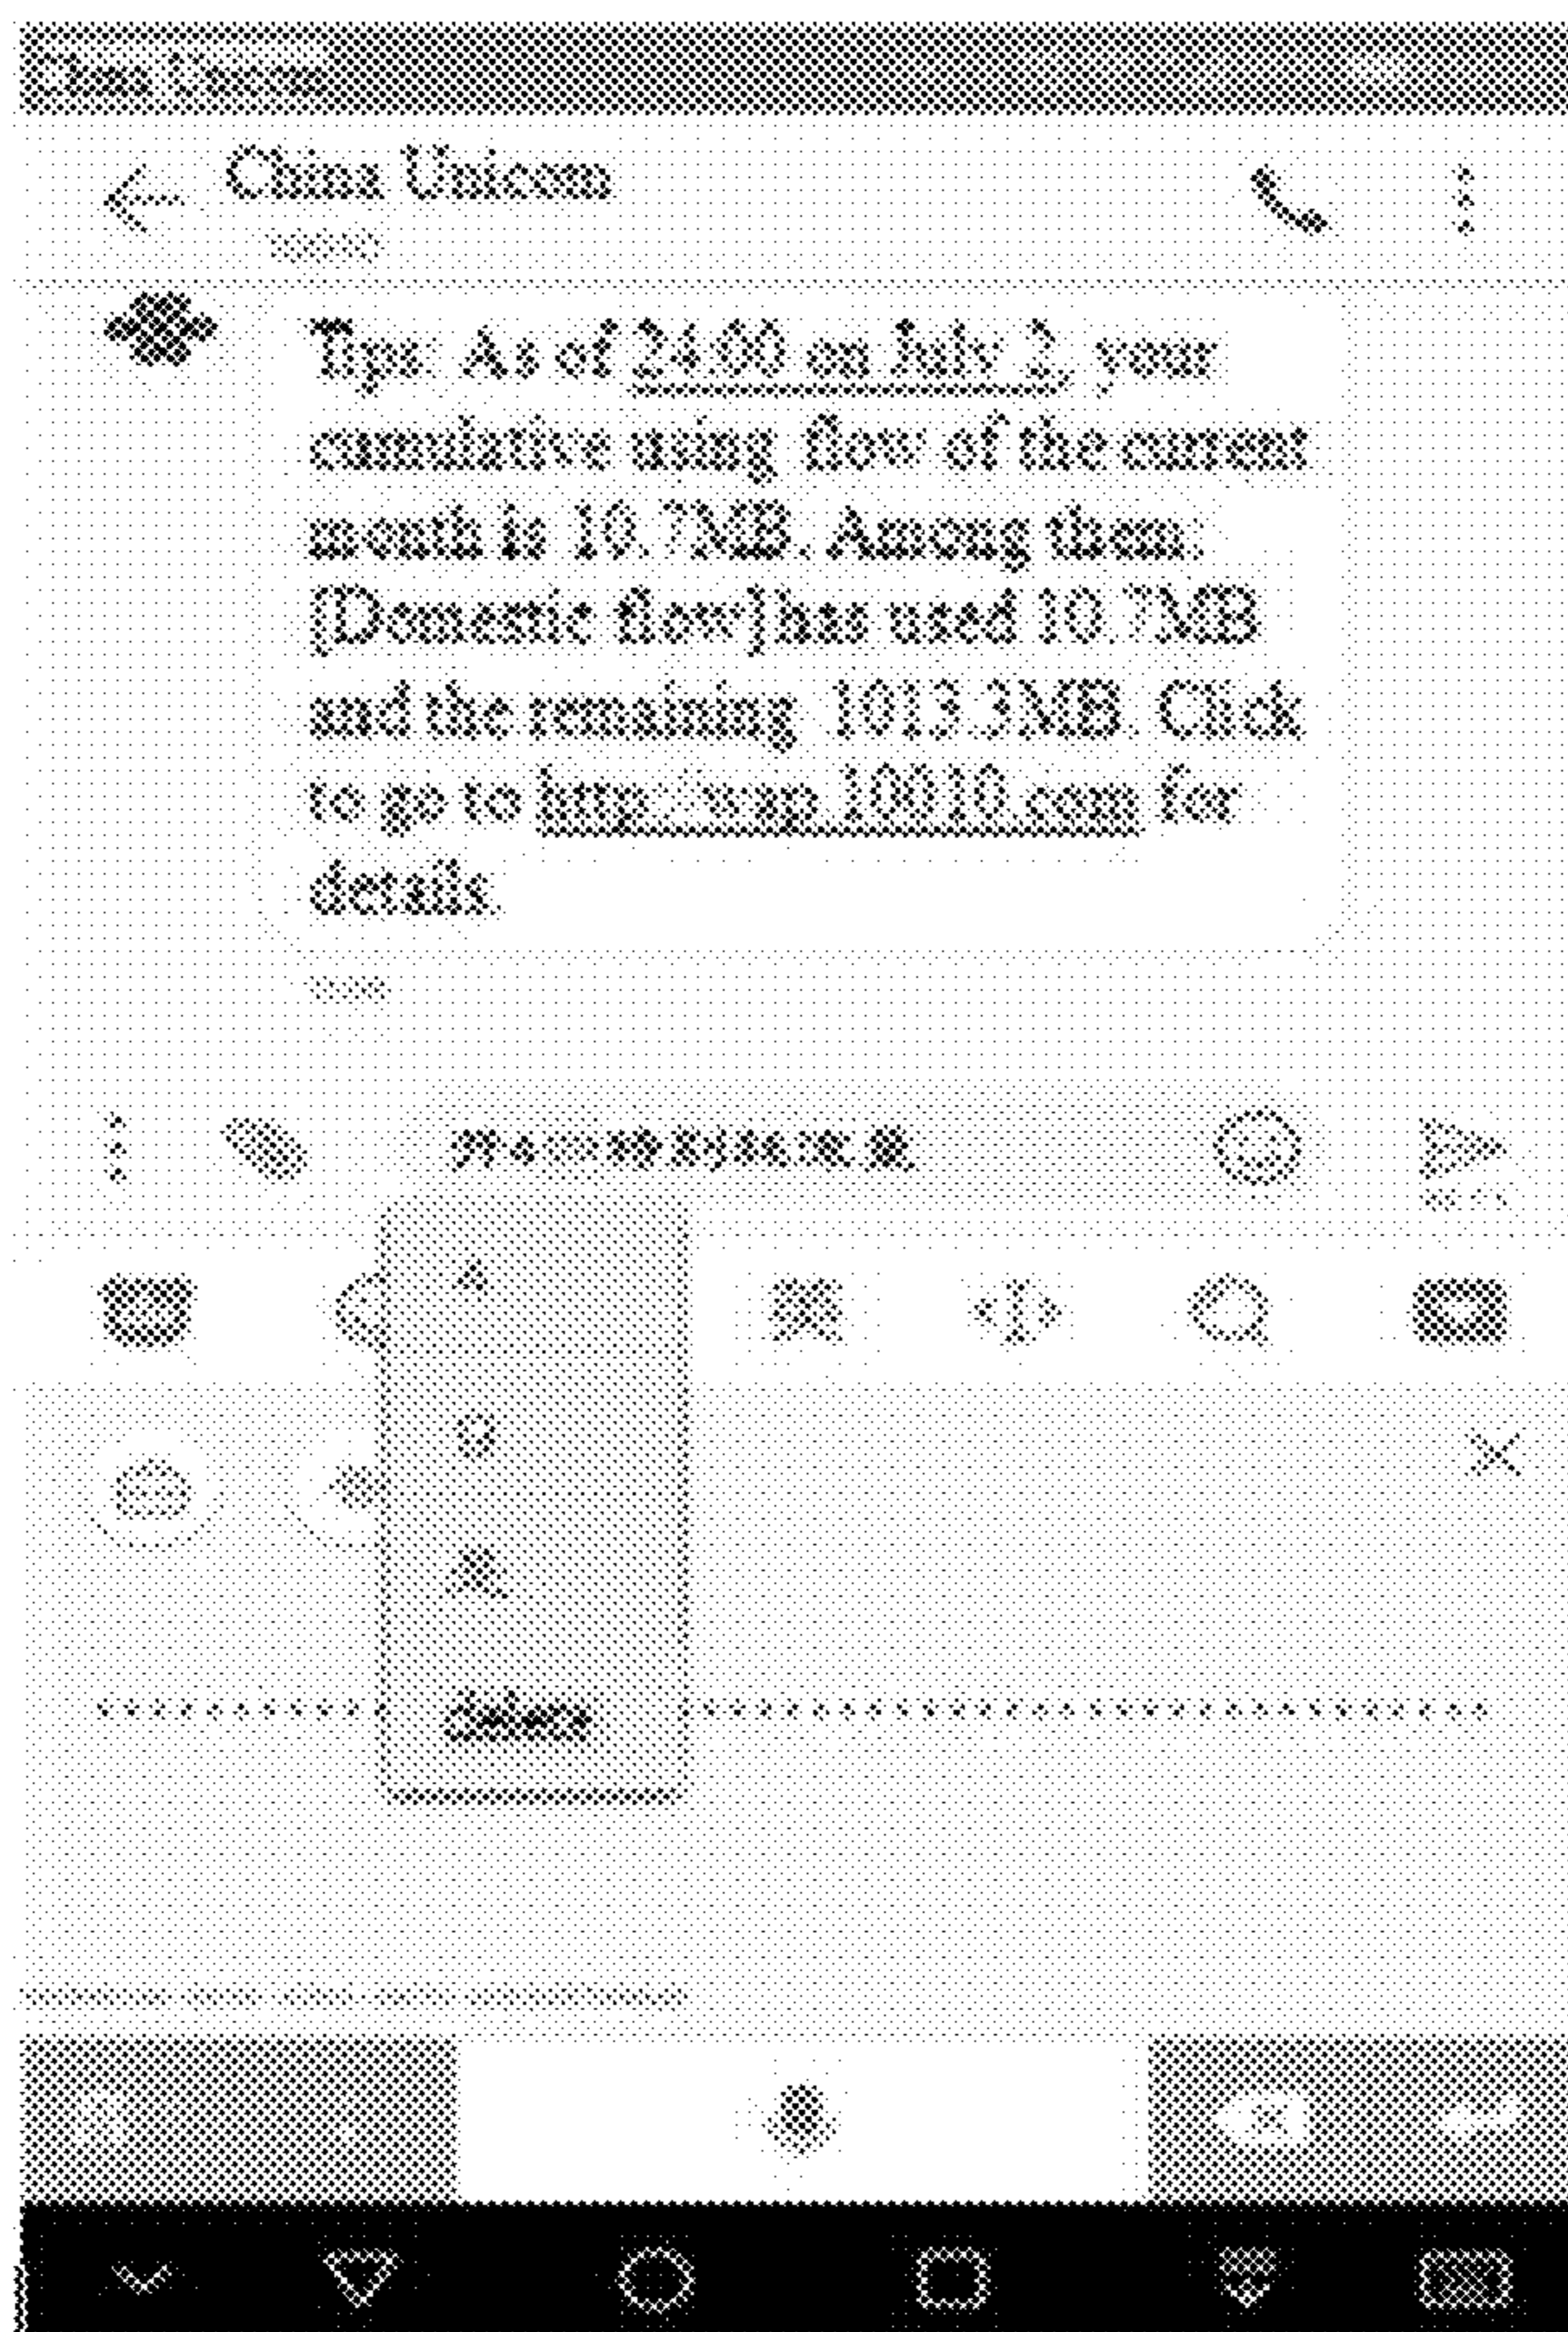 China Unicom
China Unicom
Tips: As of 24:00 on July 2, your
cumulative using flow of the current
month is 10.7MB. Among them:
[Domestic flow]has used 10.7MB
and the remaining 1013.3MB. Click
to go to http://wap.10010.com for
details.